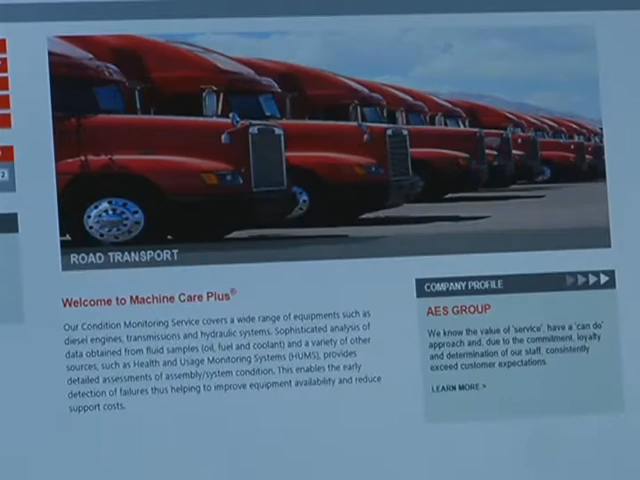 2
ROAD TRANSPORT
Welcome to Machine Care Plus®
Our Condition Monitoring Service covers a wide range of equipments such as
diesel engines, transmissions and hydraulic systems. Sophisticated analysis of
data obtained from fluid samples (oil, fuel and coolant) and a variety of other
sources, such as Health and Usage Monitoring Systems (HUMS), provides
detailed assessments of assembly/system condition. This enables the early
detection of failures thus helping to improve equipment availability and reduce
support costs.
COMPANY PROFILE
AES GROUP
We know the value of 'service', have a 'can do'
approach and, due to the commitment, loyalty
and determination of our staff, consistently
exceed customer expectations.
LEARN MORE >